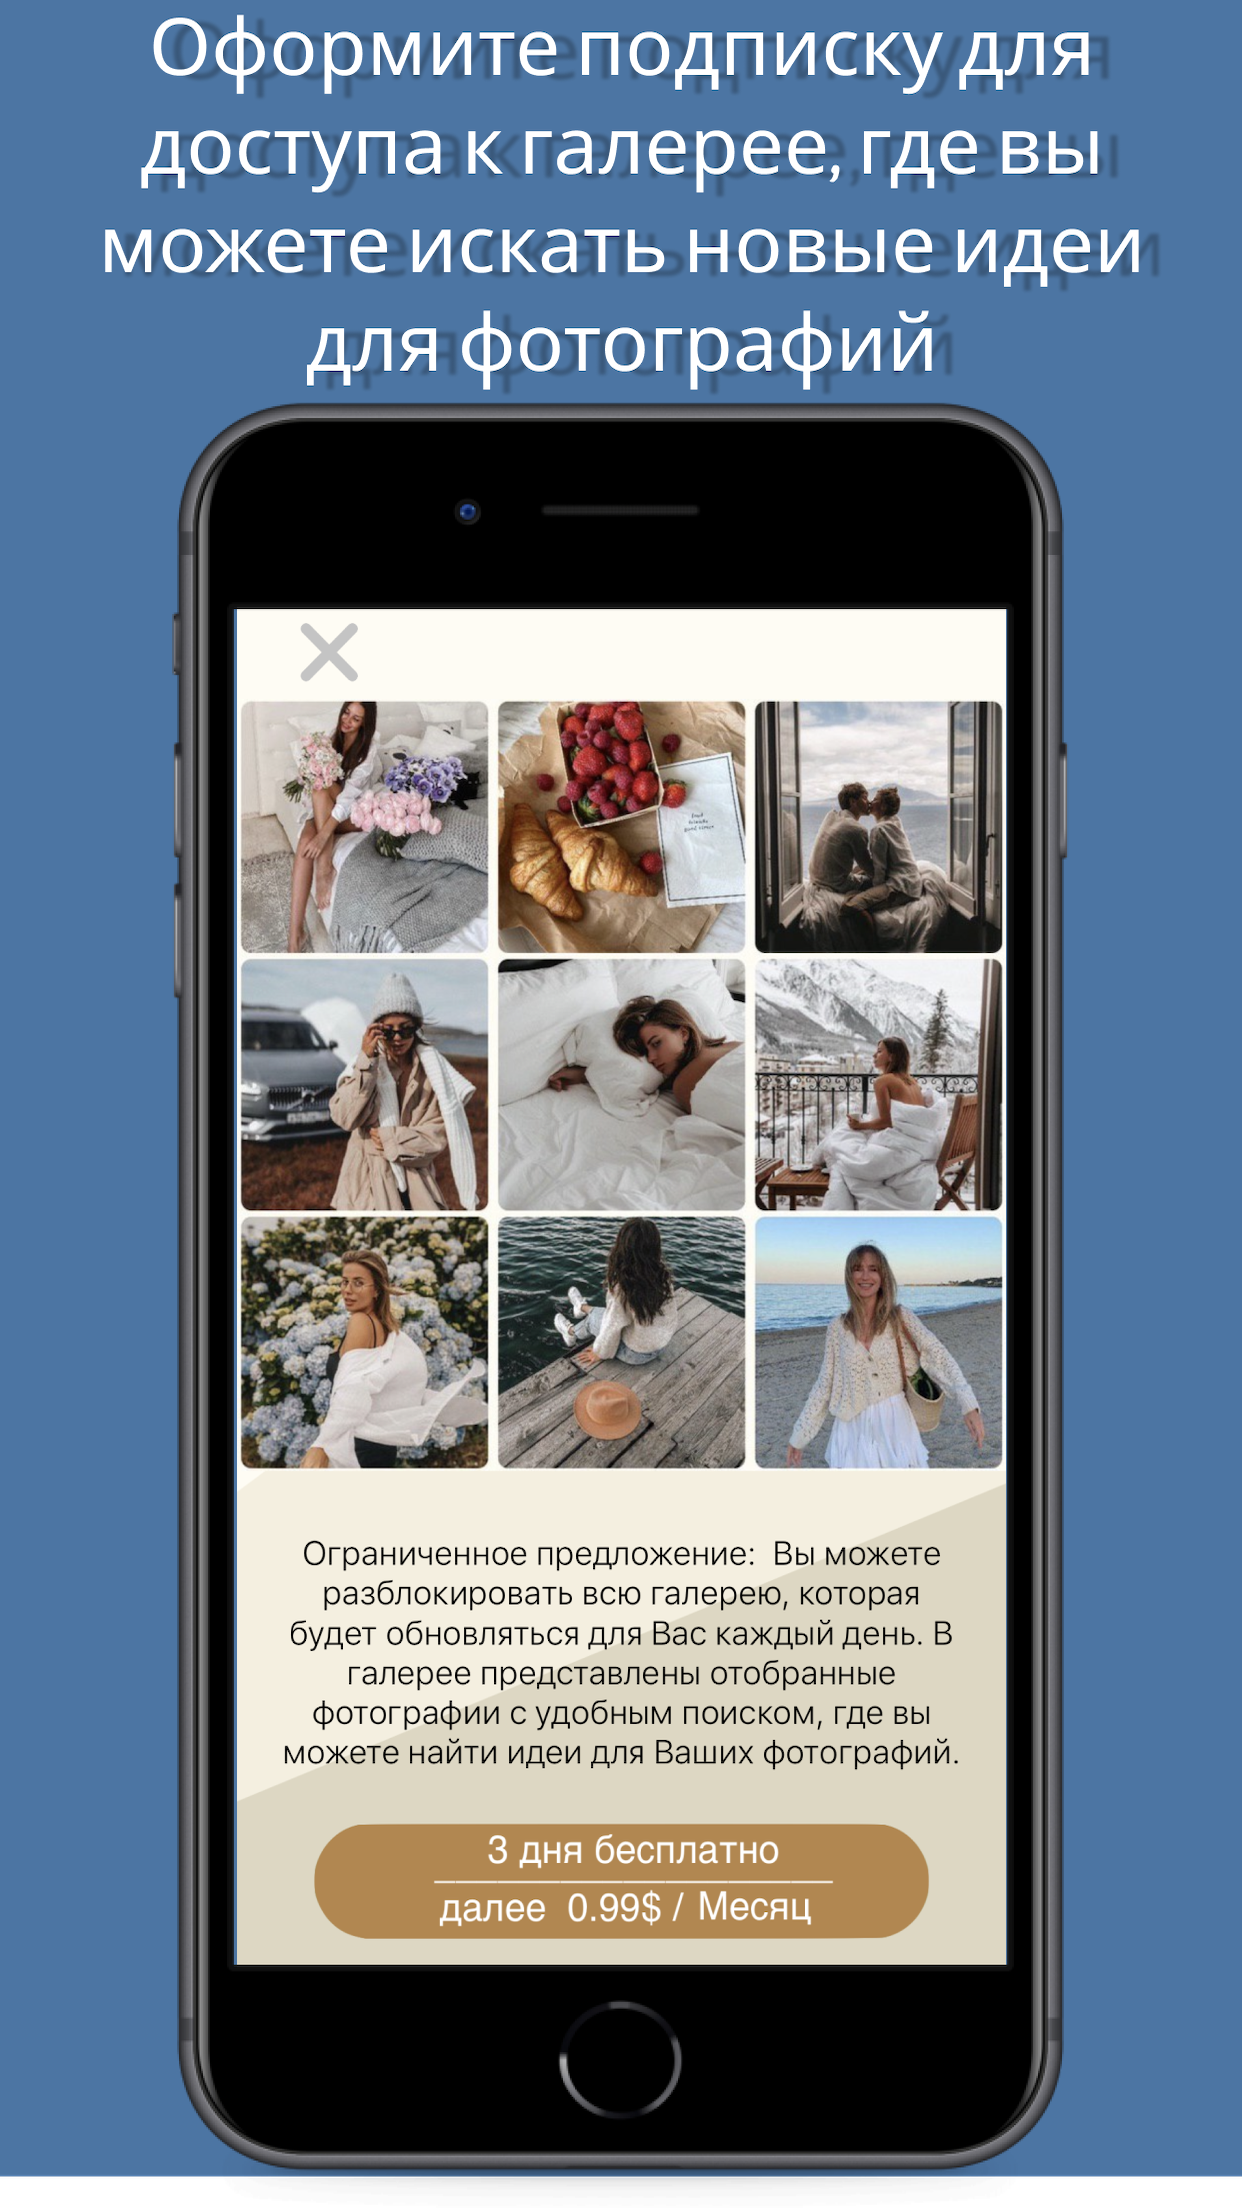 Оформите подписку для
доступа к галерее, где вы
можете искать новые идеи
для фотографий
Ограниченное предложение:  Вы можете
разблокировать всю галерею, которая
будет обновляться для Вас каждый день. В
галерее представлены отобранные
фотографии с удобным поиском, где вы
можете найти идеи для Ваших фотографий.
3 дня бесплатно
далее  0.99$ / Месяц